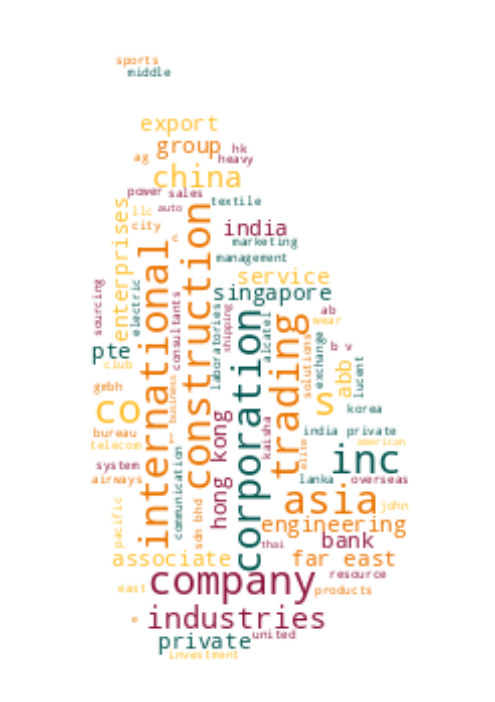 sports
middle
export
group
hk
ag
heavy
china
power
sales
textile
llc
auto
enterprises
city
india
c
marketing
management
international
construction
service
singapore
sourcing
electric
consultants
laboratories
shipping
corporation
alcatel
trading
ab
wear
pte
club
solutions
exchange
b v
abb
lucent
gmbh
business
s
co
korea
bureau
telecom
hong kong
kaisha
elite
india private
american
system
airways
communication
inc
lanka
overseas
pacific
sdn bhd
asia
john
engineering
thai
bank
associate
far east
company
resource
east
products
e
industries
private
united
investment